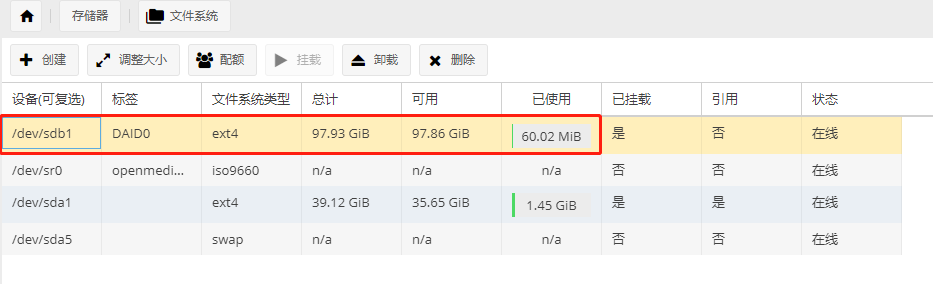 存储器 文件系统
创建 调整大小 配额 挂载 卸载 删除
设备(可复选) 标签 文件系统类型 总计 可用 已使用 已挂载 引用 状态
/dev/sdb1 DAID0 ext4 97.93 GiB 97.86 GiB 60.02 MiB 是 否 在线
/dev/sr0 openmedi... iso9660 n/a n/a n/a 否 否 在线
/dev/sda1 ext4 39.12 GiB 35.65 GiB 1.45 GiB 是 是 在线
/dev/sda5 swap n/a n/a n/a 否 否 在线